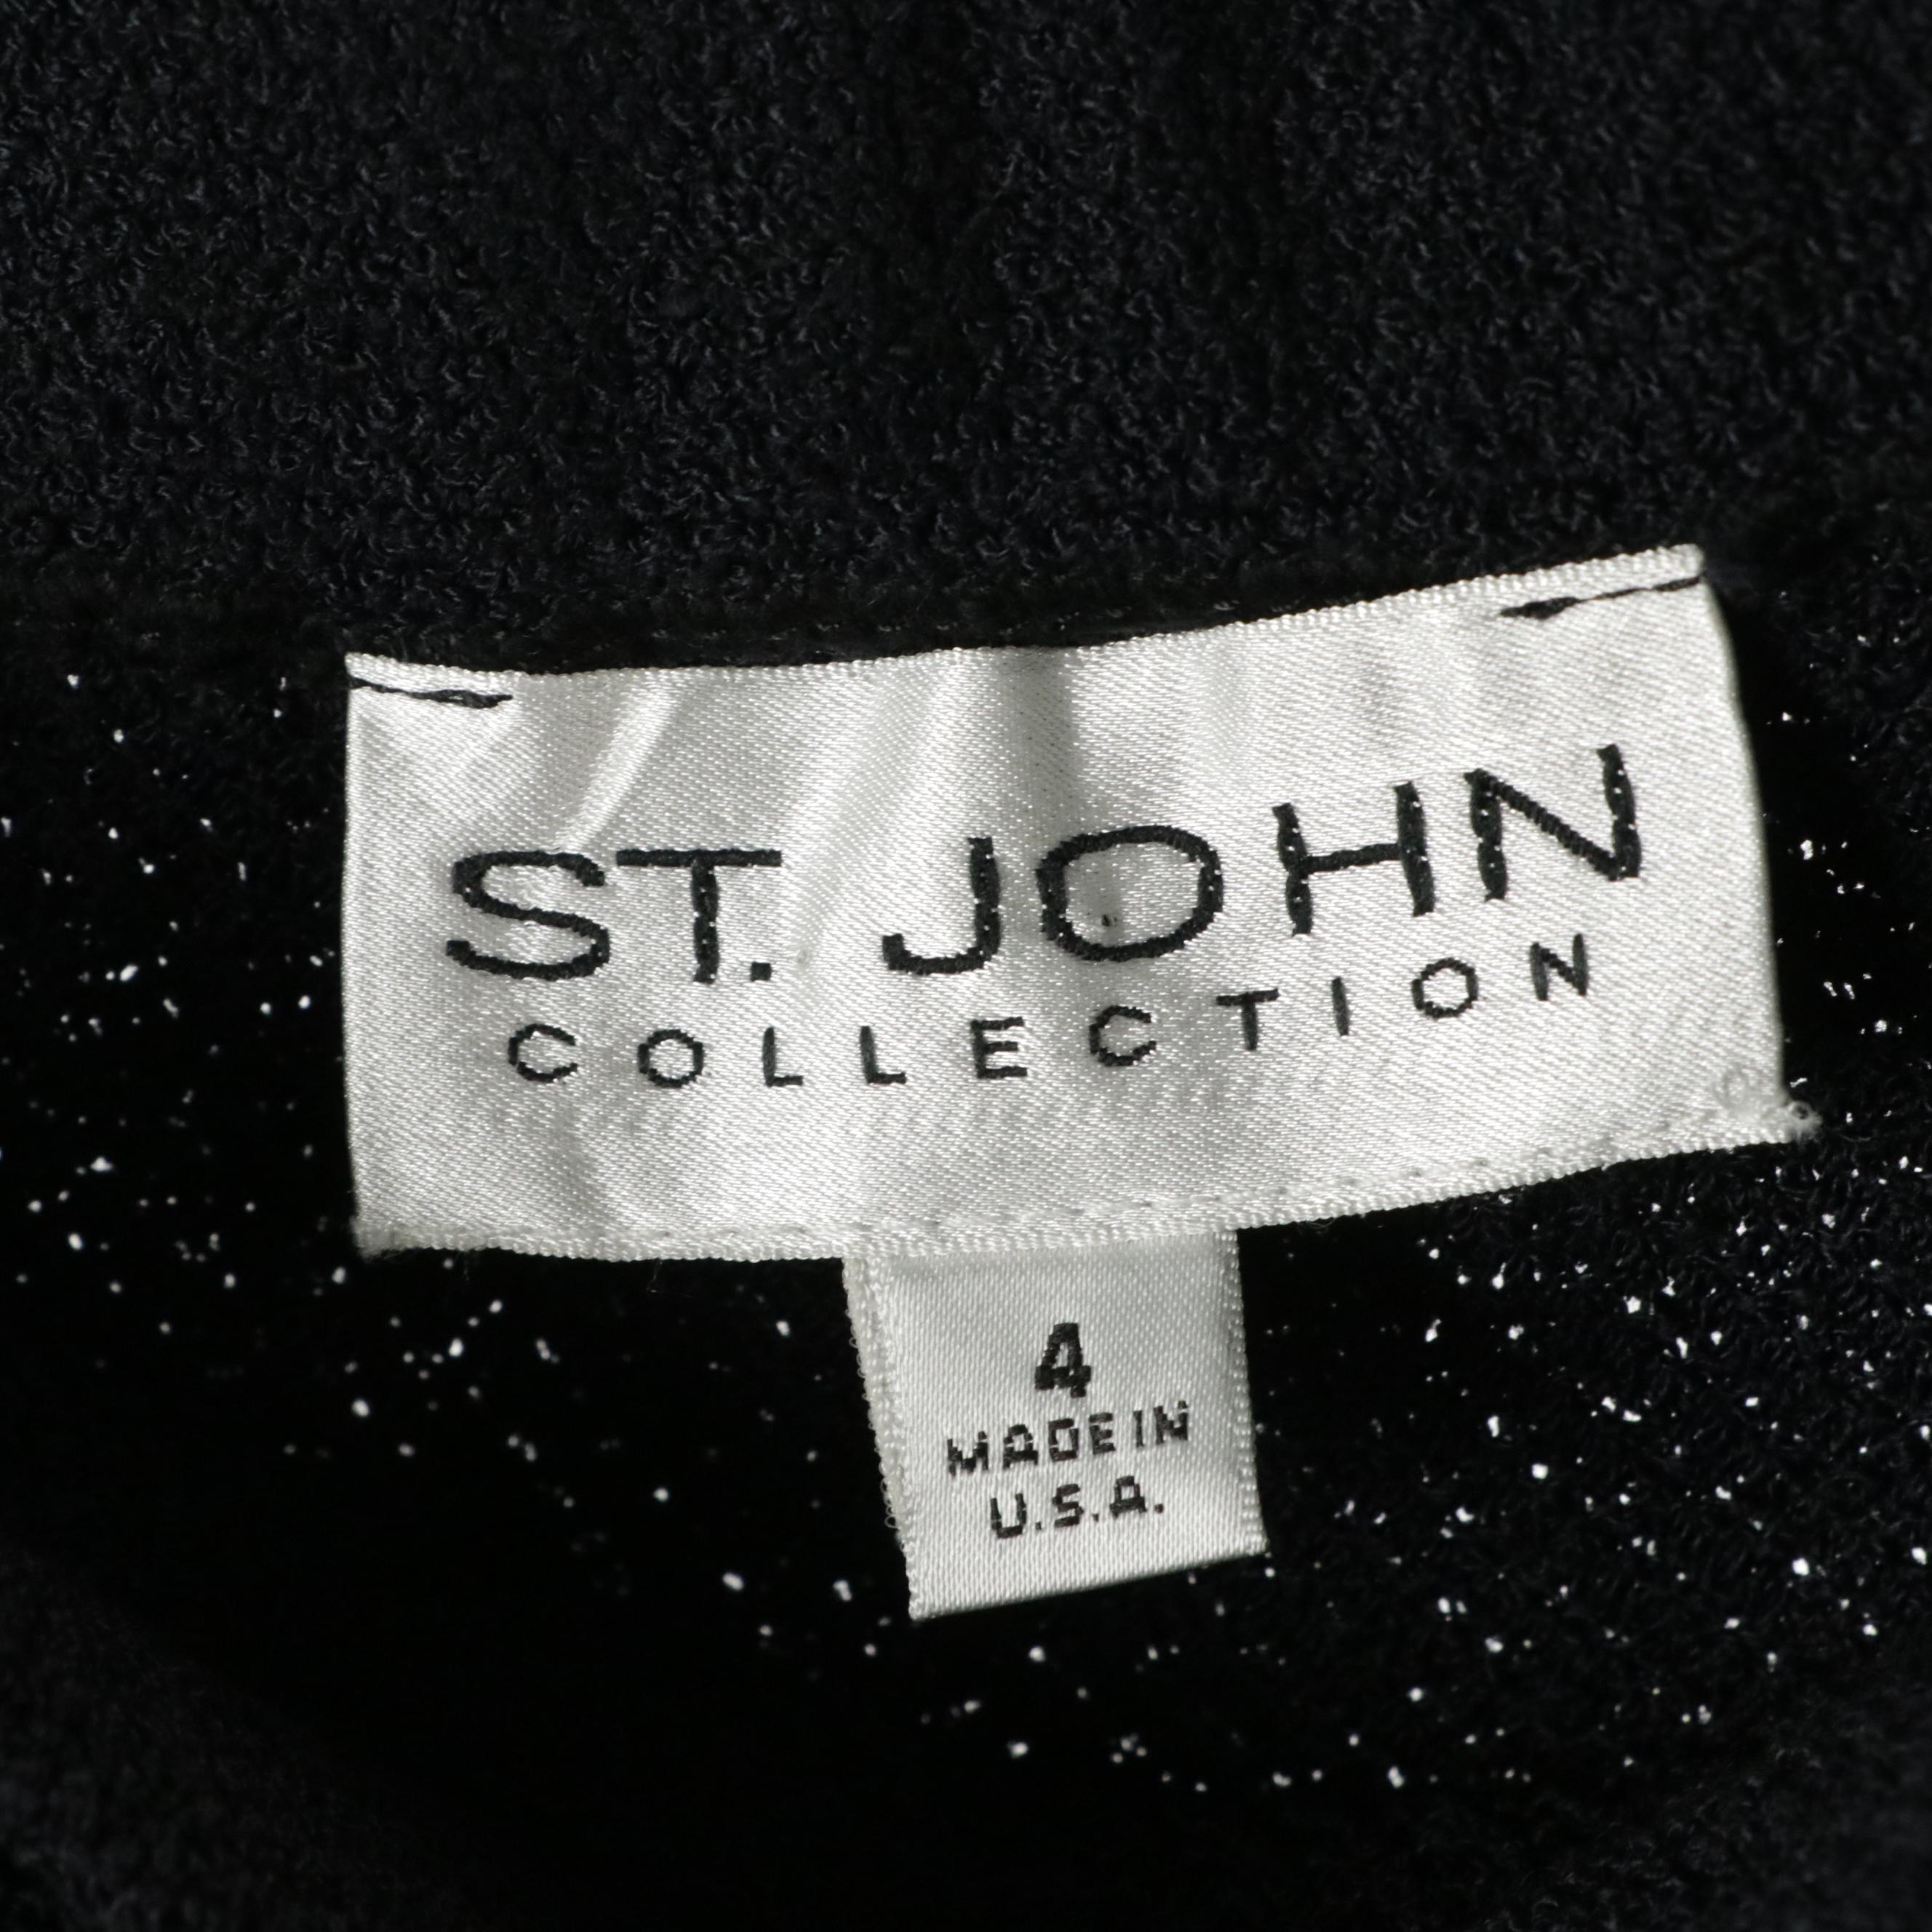 ST. JOHN
COLLECTION
4
MADE IN
U.S.A.